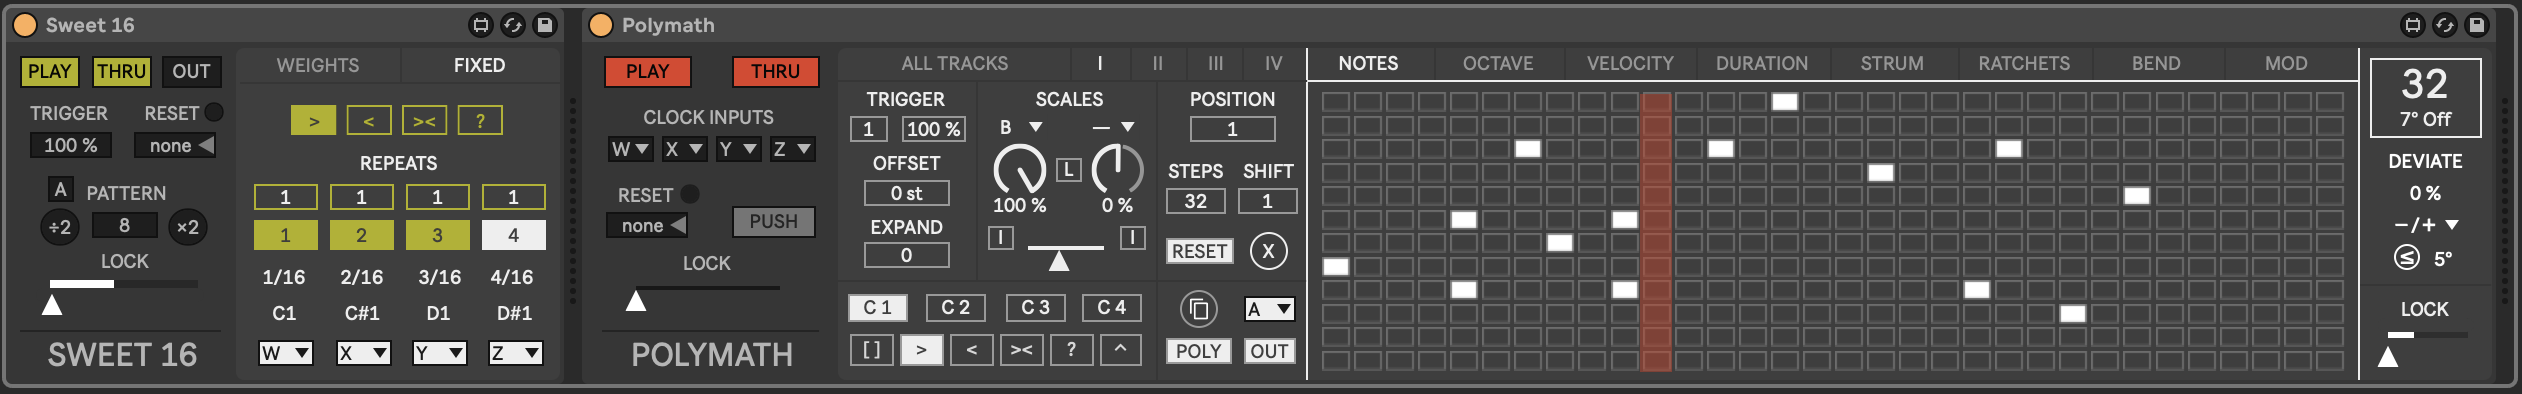 Sweet 16
PLAY THRU OUT
TRIGGER RESET
100 % none
A PATTERN
÷2 8 ×2
LOCK
SWEET 16
WEIGHTS FIXED
> < >< ?
REPEATS
1 1 1 1
1 2 3 4
1/16 2/16 3/16 4/16
C1 C#1 D1 D#1
W X Y Z
Polymath
PLAY THRU
CLOCK INPUTS
W X Y Z
RESET
none PUSH
LOCK
POLYMATH
ALL TRACKS I II III IV
TRIGGER
1 100 %
OFFSET
0 st
EXPAND
0
SCALES
B –
L
100 % 0 %
I I
POSITION
1
STEPS SHIFT
32 1
RESET X
C 1 C 2 C 3 C 4
[ ] > < >< ? ^
A
POLY OUT
NOTES OCTAVE VELOCITY DURATION STRUM RATCHETS BEND MOD
32
7° Off
DEVIATE
0 %
−/+
≤ 5°
LOCK